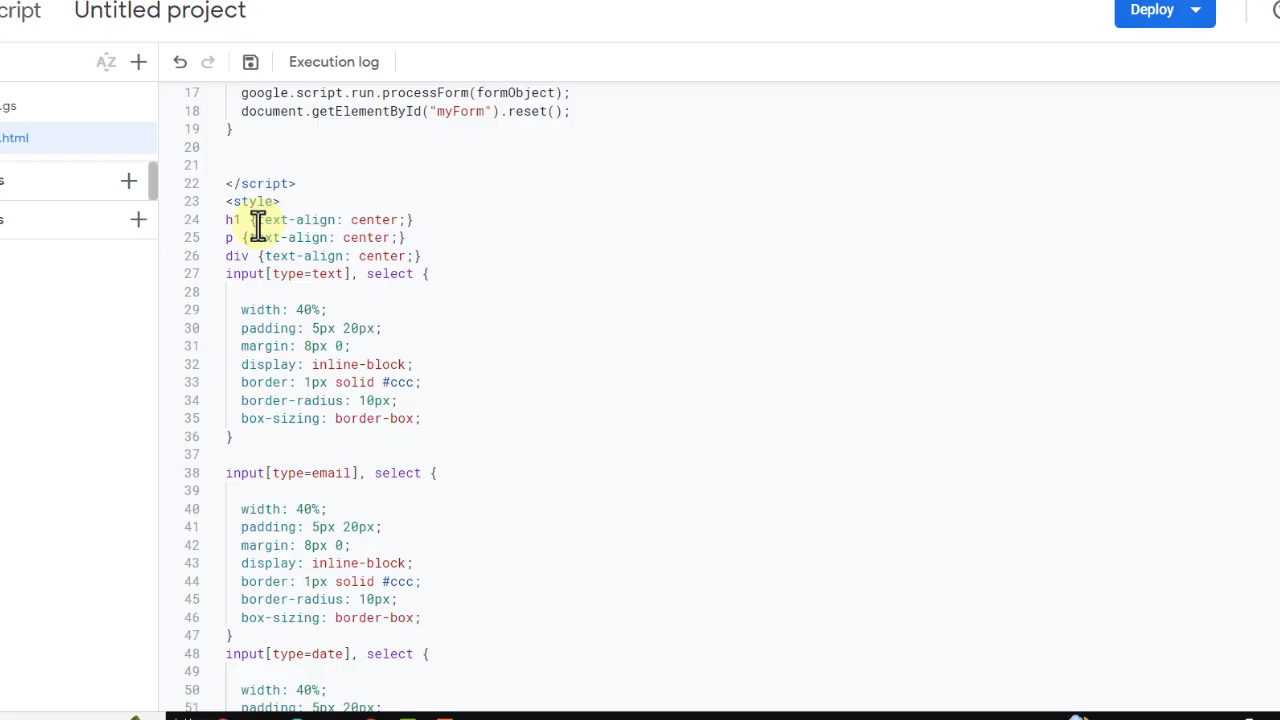 cript Untitled project Deploy
Execution log
.gs
.html
s
s
17 google.script.run.processForm(formObject);
18 document.getElementById("myForm").reset();
19 }
20
21
22 </script>
23 <style>
24 h1 {text-align: center;}
25 p {text-align: center;}
26 div {text-align: center;}
27 input[type=text], select {
28
29 width: 40%;
30 padding: 5px 20px;
31 margin: 8px 0;
32 display: inline-block;
33 border: 1px solid #ccc;
34 border-radius: 10px;
35 box-sizing: border-box;
36 }
37
38 input[type=email], select {
39
40 width: 40%;
41 padding: 5px 20px;
42 margin: 8px 0;
43 display: inline-block;
44 border: 1px solid #ccc;
45 border-radius: 10px;
46 box-sizing: border-box;
47 }
48 input[type=date], select {
49
50 width: 40%;
51 padding: 5px 20px;